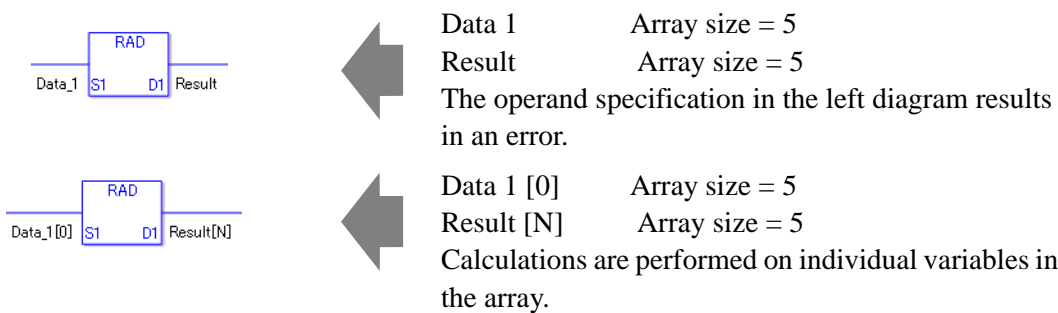 RAD
Data_1 S1 D1 Result
Data 1 Array size = 5
Result Array size = 5
The operand specification in the left diagram results
in an error.
RAD
Data_1[0] S1 D1 Result[N]
Data 1 [0] Array size = 5
Result [N] Array size = 5
Calculations are performed on individual variables in
the array.